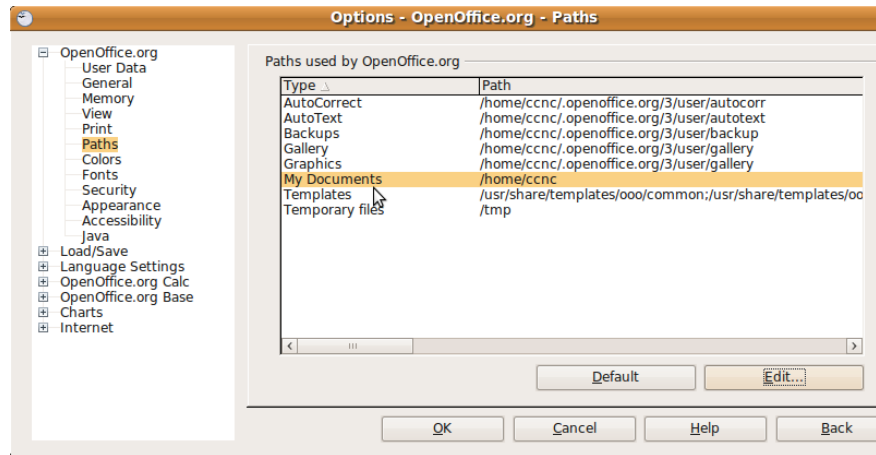 Options - OpenOffice.org - Paths
OpenOffice.org
User Data
General
Memory
View
Print
Paths
Colors
Fonts
Security
Appearance
Accessibility
Java
Load/Save
Language Settings
OpenOffice.org Calc
OpenOffice.org Base
Charts
Internet
Paths used by OpenOffice.org
Type Path
AutoCorrect /home/ccnc/.openoffice.org/3/user/autocorr
AutoText /home/ccnc/.openoffice.org/3/user/autotext
Backups /home/ccnc/.openoffice.org/3/user/backup
Gallery /home/ccnc/.openoffice.org/3/user/gallery
Graphics /home/ccnc/.openoffice.org/3/user/gallery
My Documents /home/ccnc
Templates /usr/share/templates/ooo/common;/usr/share/templates/oo
Temporary files /tmp
Default Edit...
OK Cancel Help Back